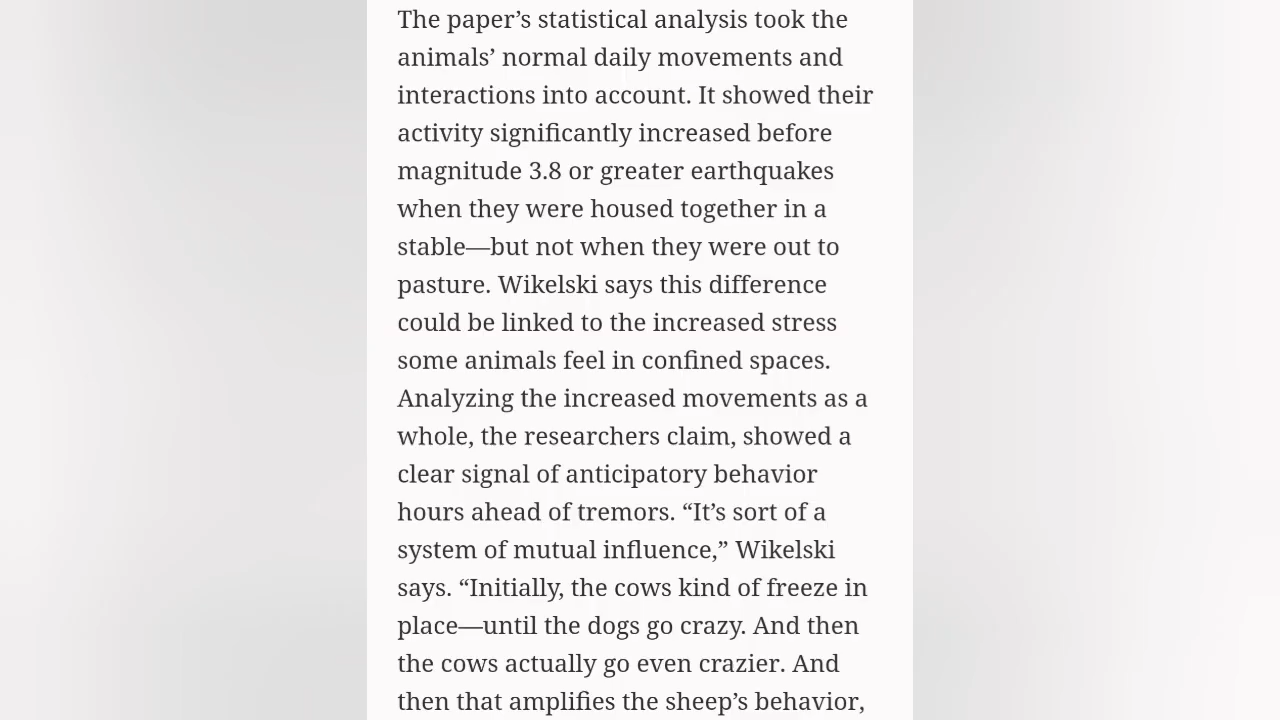 The paper’s statistical analysis took the
animals’ normal daily movements and
interactions into account. It showed their
activity significantly increased before
magnitude 3.8 or greater earthquakes
when they were housed together in a
stable—but not when they were out to
pasture. Wikelski says this difference
could be linked to the increased stress
some animals feel in confined spaces.
Analyzing the increased movements as a
whole, the researchers claim, showed a
clear signal of anticipatory behavior
hours ahead of tremors. “It’s sort of a
system of mutual influence,” Wikelski
says. “Initially, the cows kind of freeze in
place—until the dogs go crazy. And then
the cows actually go even crazier. And
then that amplifies the sheep’s behavior,